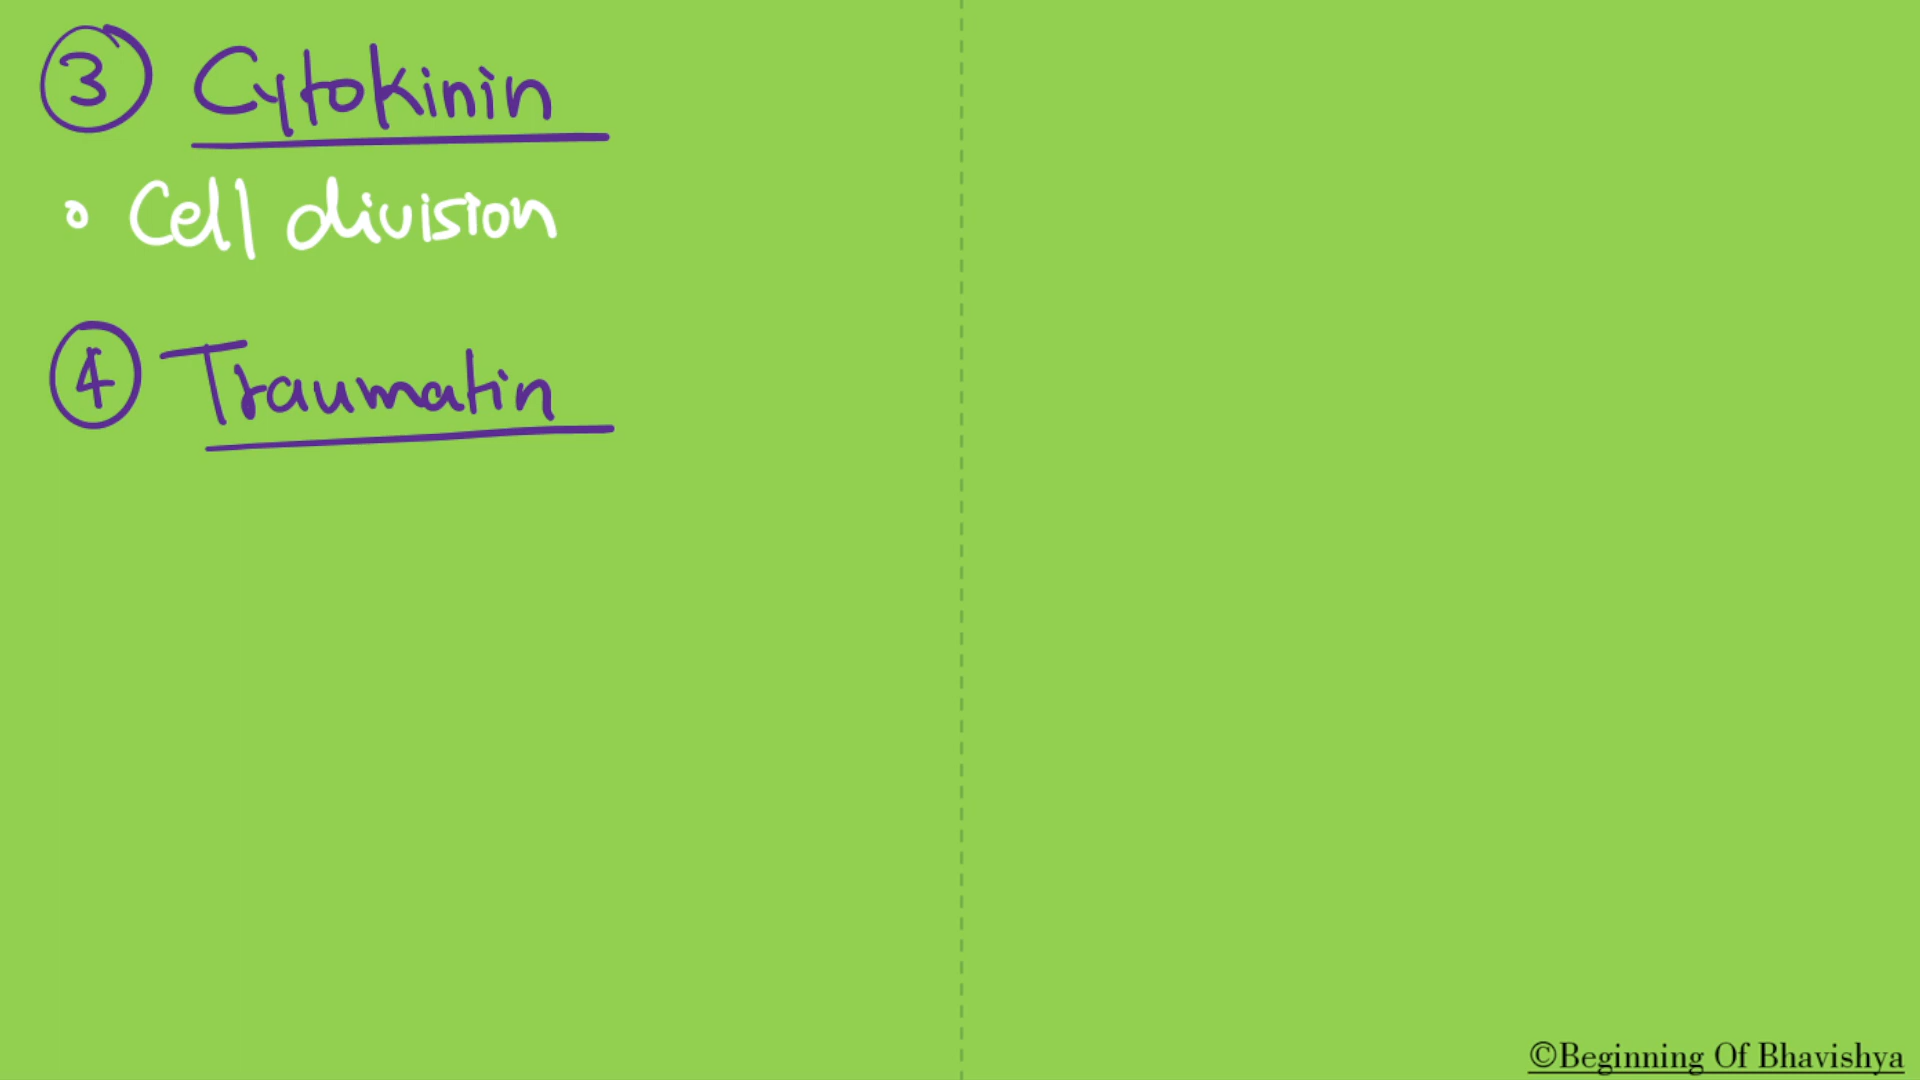 ③ Cytokinin
• Cell division
④ Traumatin
©Beginning Of Bhavishya